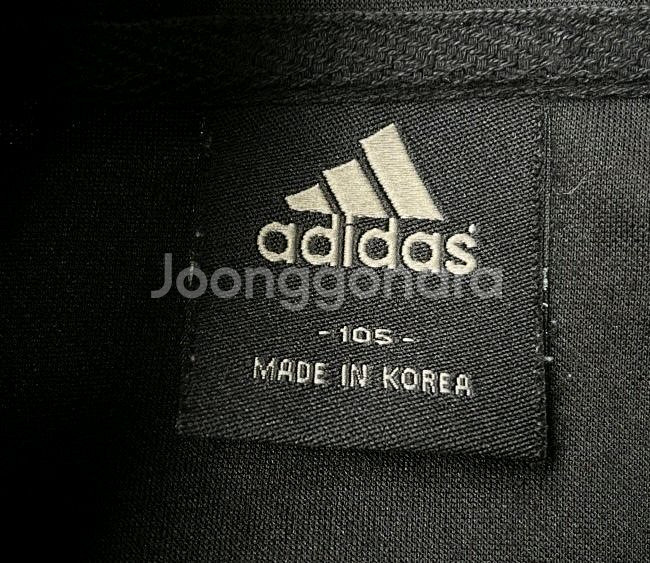 adidas
Joonggonara
- 105 -
MADE IN KOREA